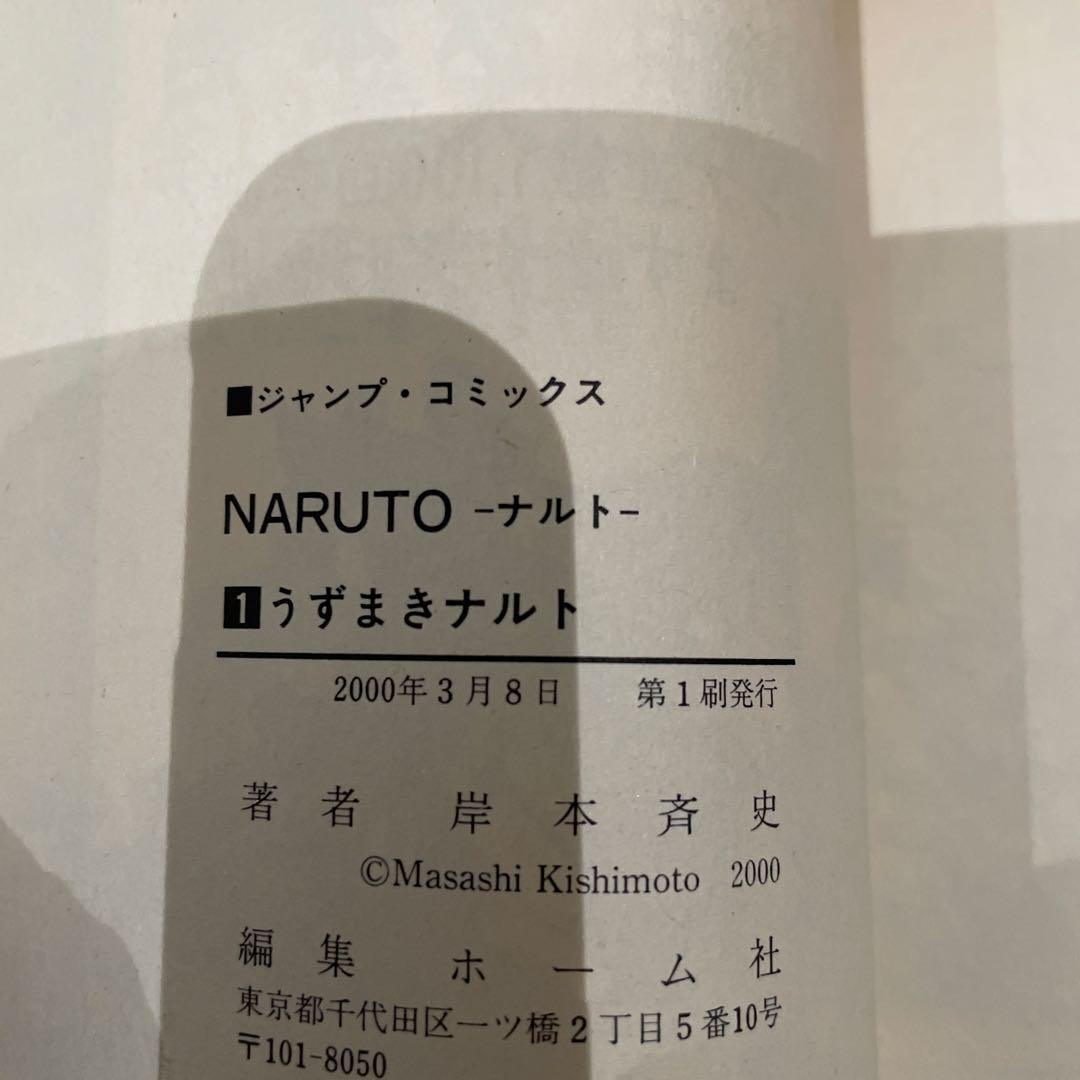 ■ジャンプ・コミックス
NARUTO -ナルト-
1うずまきナルト
2000年3月8日 第1刷発行
著者 岸本斉史
©Masashi Kishimoto 2000
編集 ホーム社
東京都千代田区一ツ橋2丁目5番10号
〒101-8050